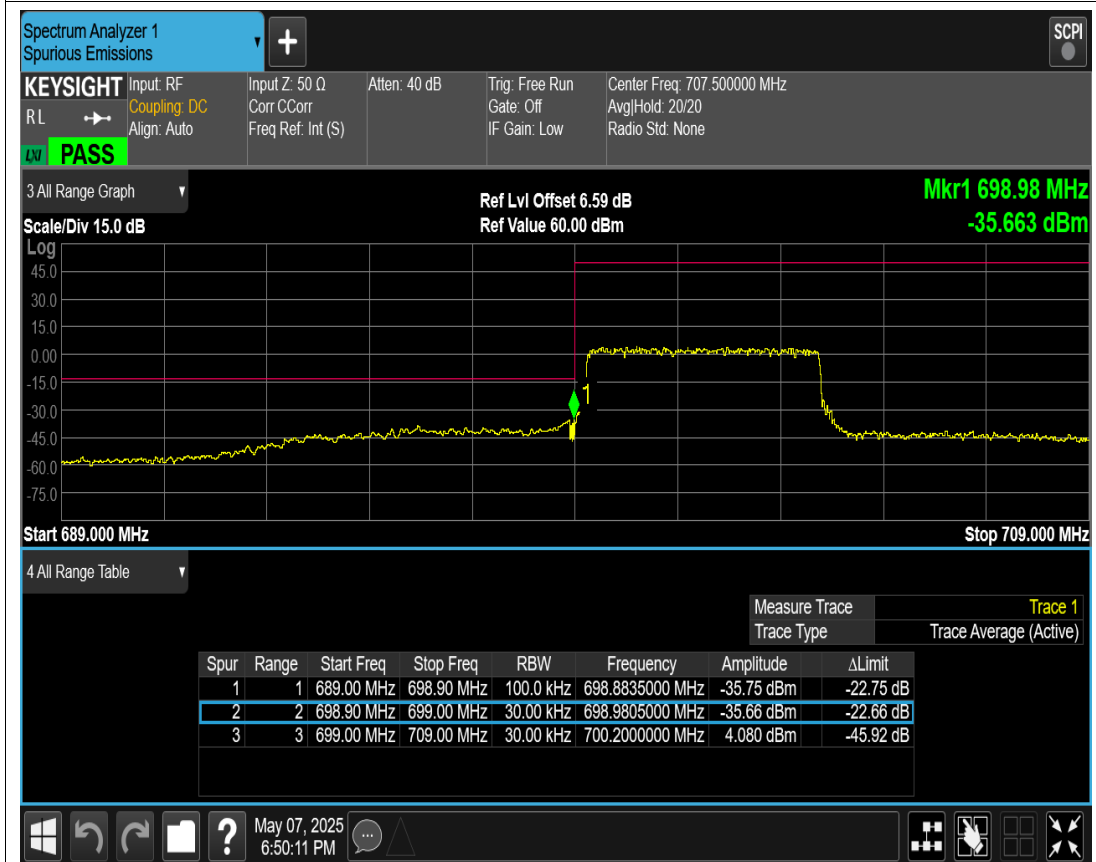 Spectrum Analyzer 1
Spurious Emissions
SCPI
KEYSIGHT
RL
LXI
PASS
Input: RF
Coupling: DC
Align: Auto
Input Z: 50 Ω
Corr CCorr
Freq Ref: Int (S)
Atten: 40 dB
Trig: Free Run
Gate: Off
IF Gain: Low
Center Freq: 707.500000 MHz
Avg|Hold: 20/20
Radio Std: None
3 All Range Graph
Scale/Div 15.0 dB
Ref Lvl Offset 6.59 dB
Ref Value 60.00 dBm
Mkr1 698.98 MHz
-35.663 dBm
Log
45.0
30.0
15.0
0.00
-15.0
-30.0
-45.0
-60.0
-75.0
1
Start 689.000 MHz
Stop 709.000 MHz
4 All Range Table
Measure Trace Trace 1
Trace Type Trace Average (Active)
Spur Range Start Freq Stop Freq RBW Frequency Amplitude ΔLimit
1 1 689.00 MHz 698.90 MHz 100.0 kHz 698.8835000 MHz -35.75 dBm -22.75 dB
2 2 698.90 MHz 699.00 MHz 30.00 kHz 698.9805000 MHz -35.66 dBm -22.66 dB
3 3 699.00 MHz 709.00 MHz 30.00 kHz 700.2000000 MHz 4.080 dBm -45.92 dB
?
May 07, 2025
6:50:11 PM